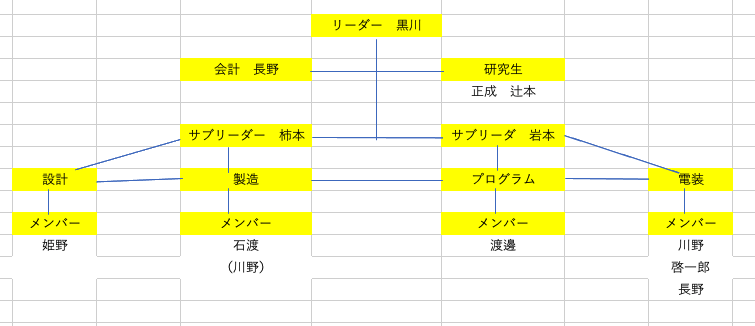 リーダー　黒川
会計　長野
研究生
正成　辻本
サブリーダー　柿本
サブリーダ　岩本
設計
製造
プログラム
電装
メンバー
メンバー
メンバー
メンバー
姫野
石渡
渡邊
川野
（川野）
啓一郎
長野